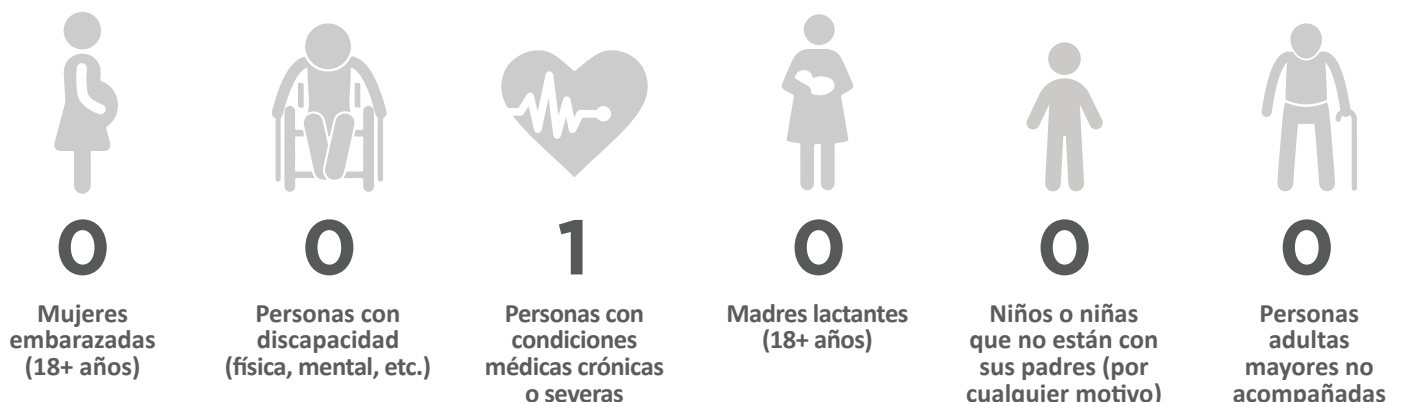 0
Mujeres
embarazadas
(18+ años)
0
Personas con
discapacidad
(física, mental, etc.)
1
Personas con
condiciones
médicas crónicas
o severas
0
Madres lactantes
(18+ años)
0
Niños o niñas
que no están con
sus padres (por
cualquier motivo)
0
Personas
adultas
mayores no
acompañadas